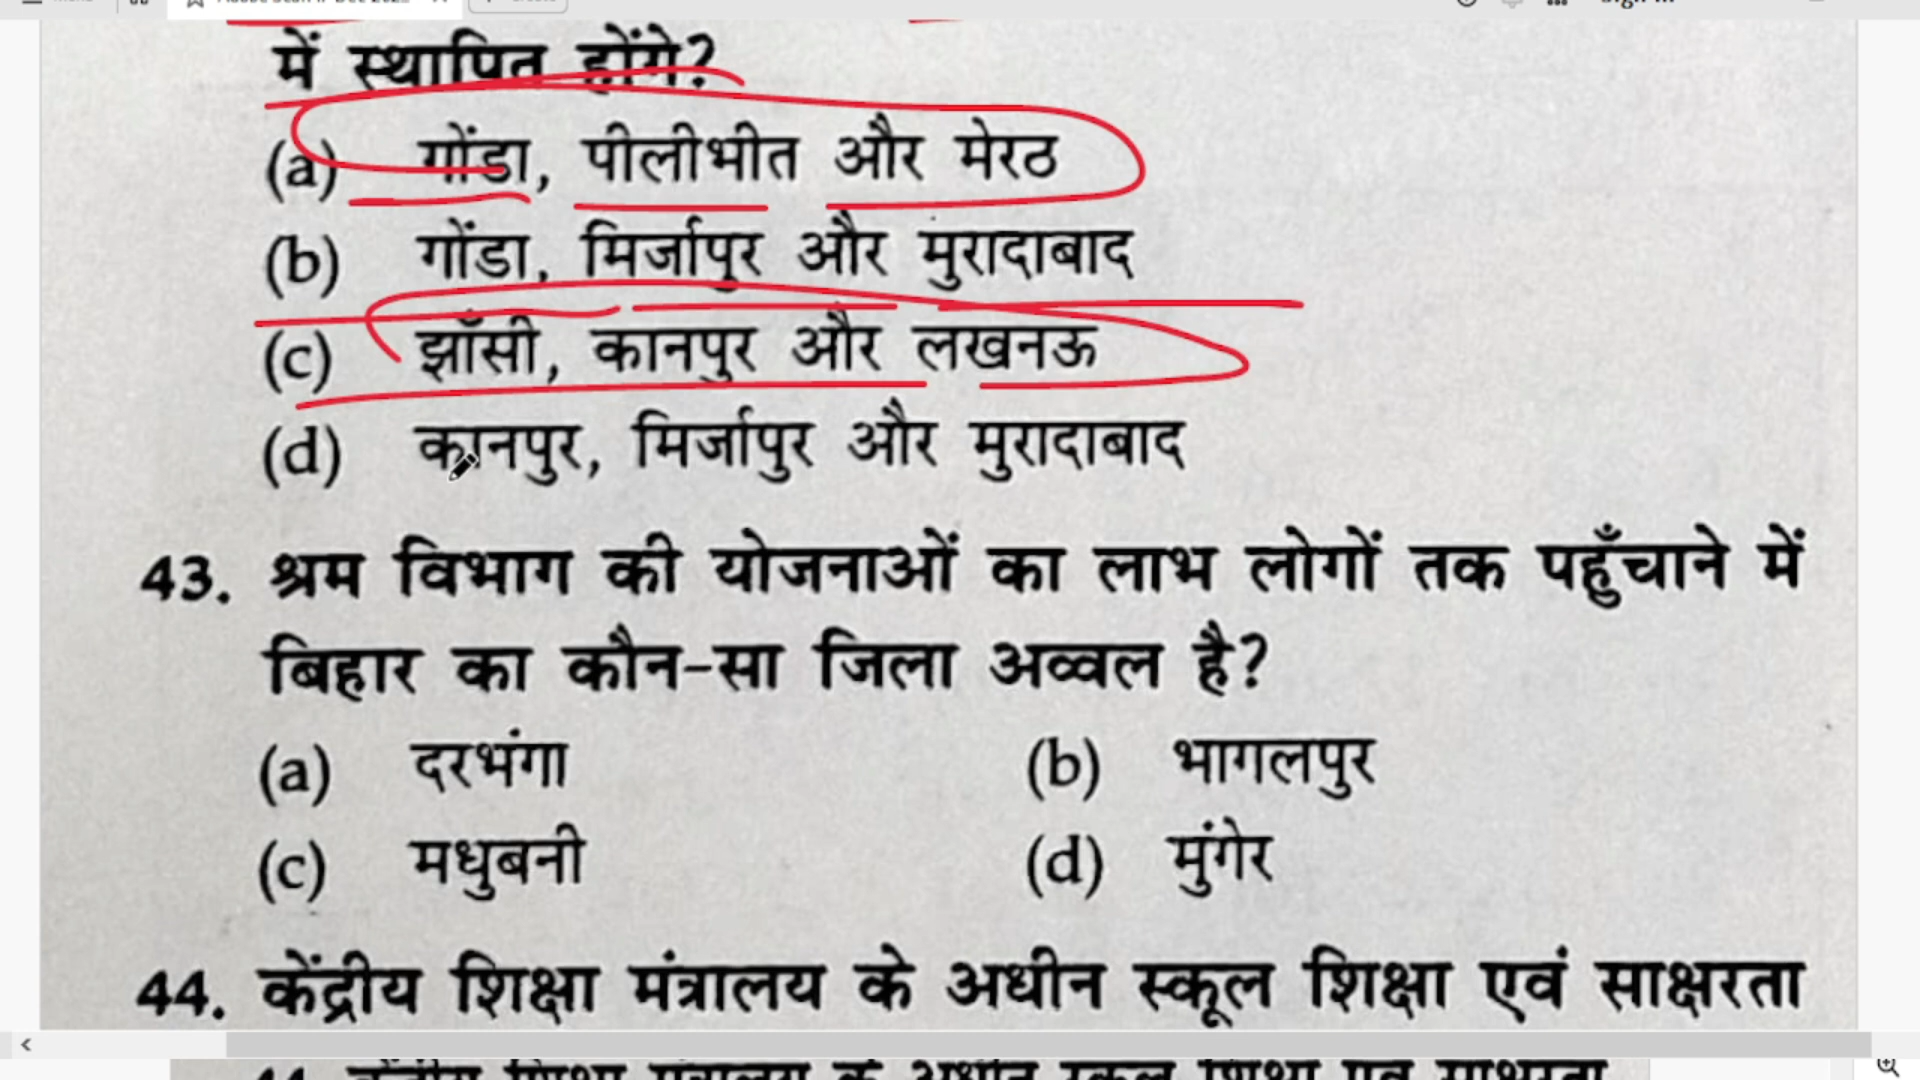 में स्थापित होंगे?
(a) गोंडा, पीलीभीत और मेरठ
(b) गोंडा, मिर्जापुर और मुरादाबाद
(c) झाँसी, कानपुर और लखनऊ
(d) कानपुर, मिर्जापुर और मुरादाबाद
43. श्रम विभाग की योजनाओं का लाभ लोगों तक पहुँचाने में
बिहार का कौन-सा जिला अव्वल है?
(a) दरभंगा (b) भागलपुर
(c) मधुबनी (d) मुंगेर
44. केंद्रीय शिक्षा मंत्रालय के अधीन स्कूल शिक्षा एवं साक्षरता